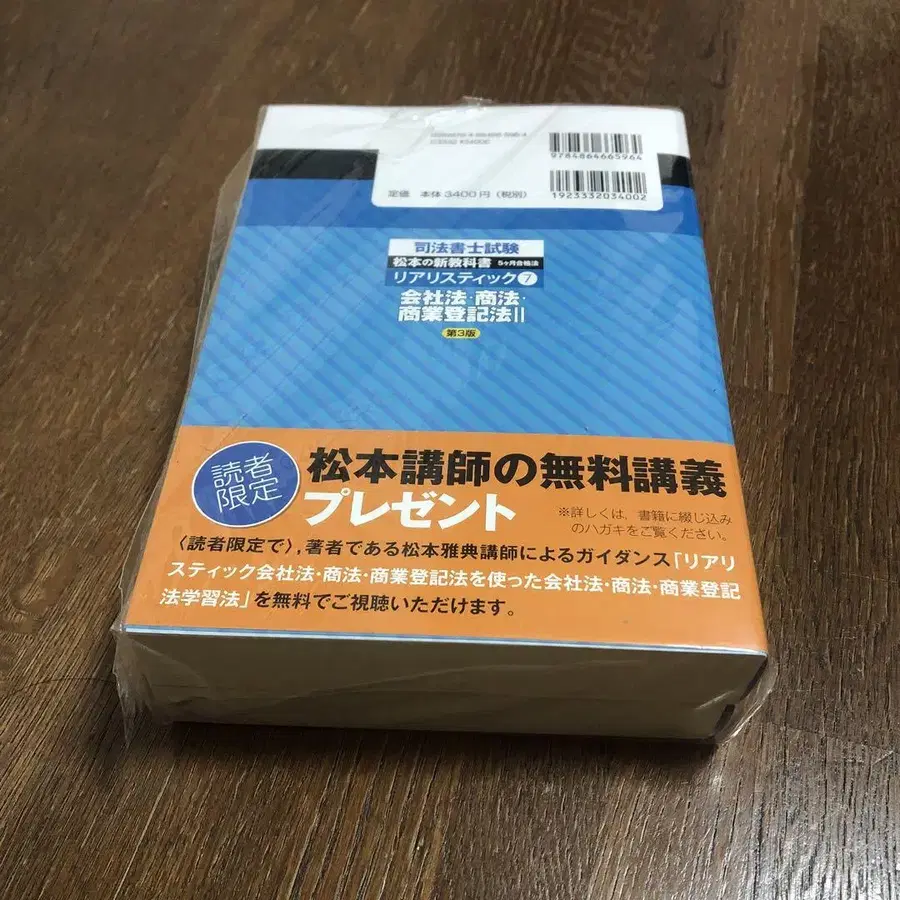 9784864665964
1923332034002
定価 本体3400円(税別)
司法書士試験
松本の新教科書 5ヶ月合格法
リアリスティック7
会社法・商法・
商業登記法II
第3版
読者
限定
松本講師の無料講義
プレゼント
※詳しくは、書籍に綴じ込み
のハガキをご覧ください。
〈読者限定で〉,著者である松本雅典講師によるガイダンス「リアリ
スティック会社法・商法・商業登記法を使った会社法・商法・商業登記
法学習法」を無料でご視聴いただけます。